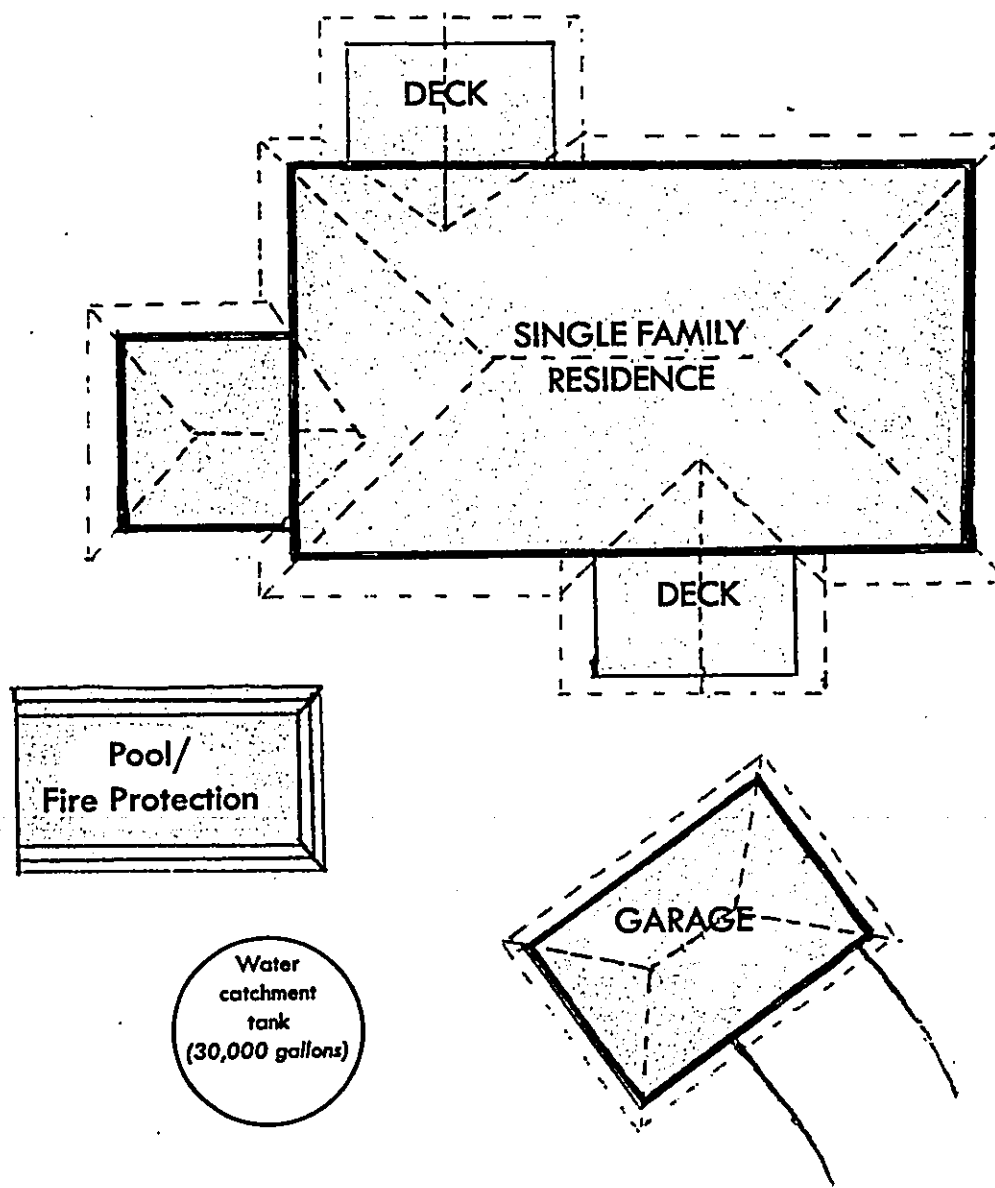 DECK
SINGLE FAMILY
RESIDENCE
DECK
Pool/
Fire Protection
GARAGE
Water
catchment
tank
(30,000 gallons)